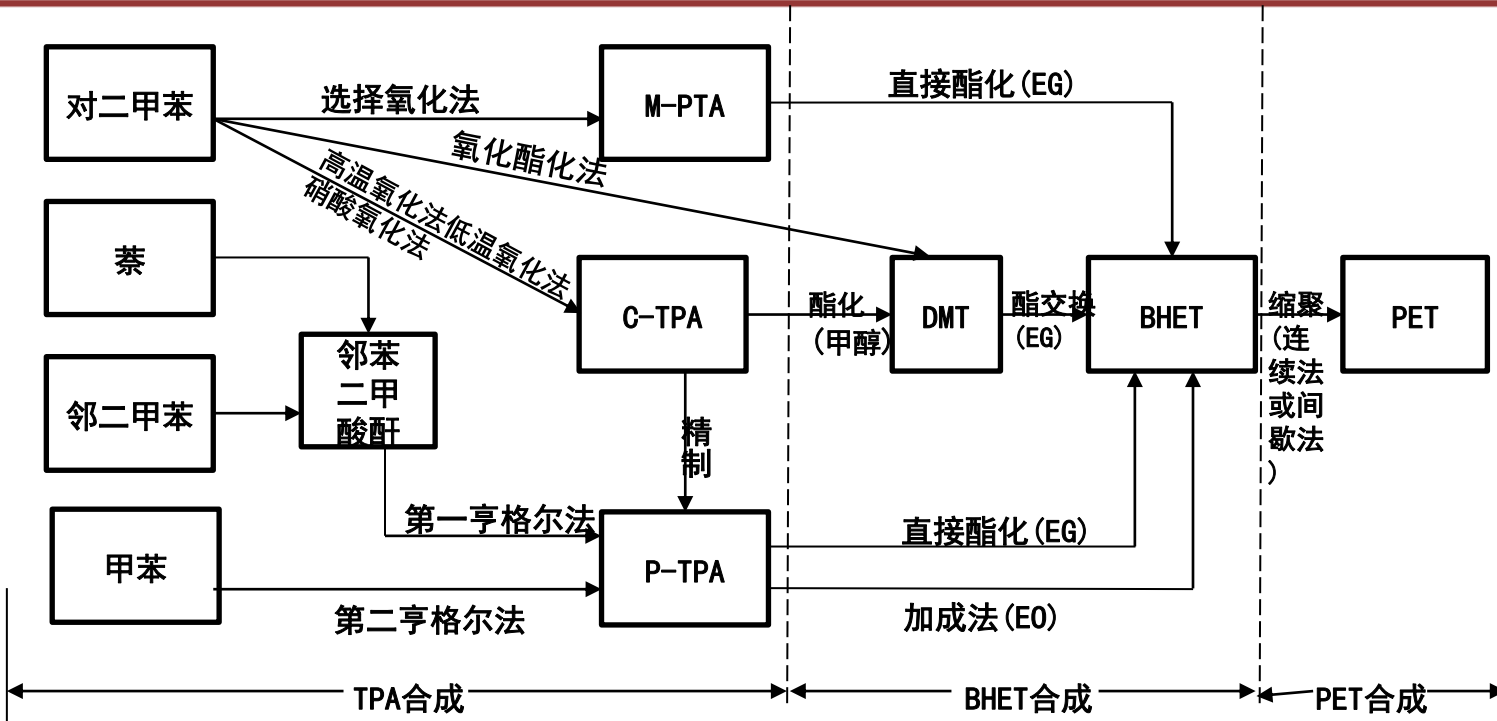 对二甲苯
选择氧化法
M-PTA
直接酯化(EG)
氧化酯化法
高温氧化法低温氧化法
硝酸氧化法
萘
C-TPA
酯化
(甲醇)
DMT
酯交换
(EG)
BHET
缩聚
(连
续法
或间
歇法
)
PET
邻苯
二甲
酸酐
邻二甲苯
精
制
第一亨格尔法
甲苯
P-TPA
直接酯化(EG)
第二亨格尔法
加成法(EO)
TPA合成
BHET合成
PET合成